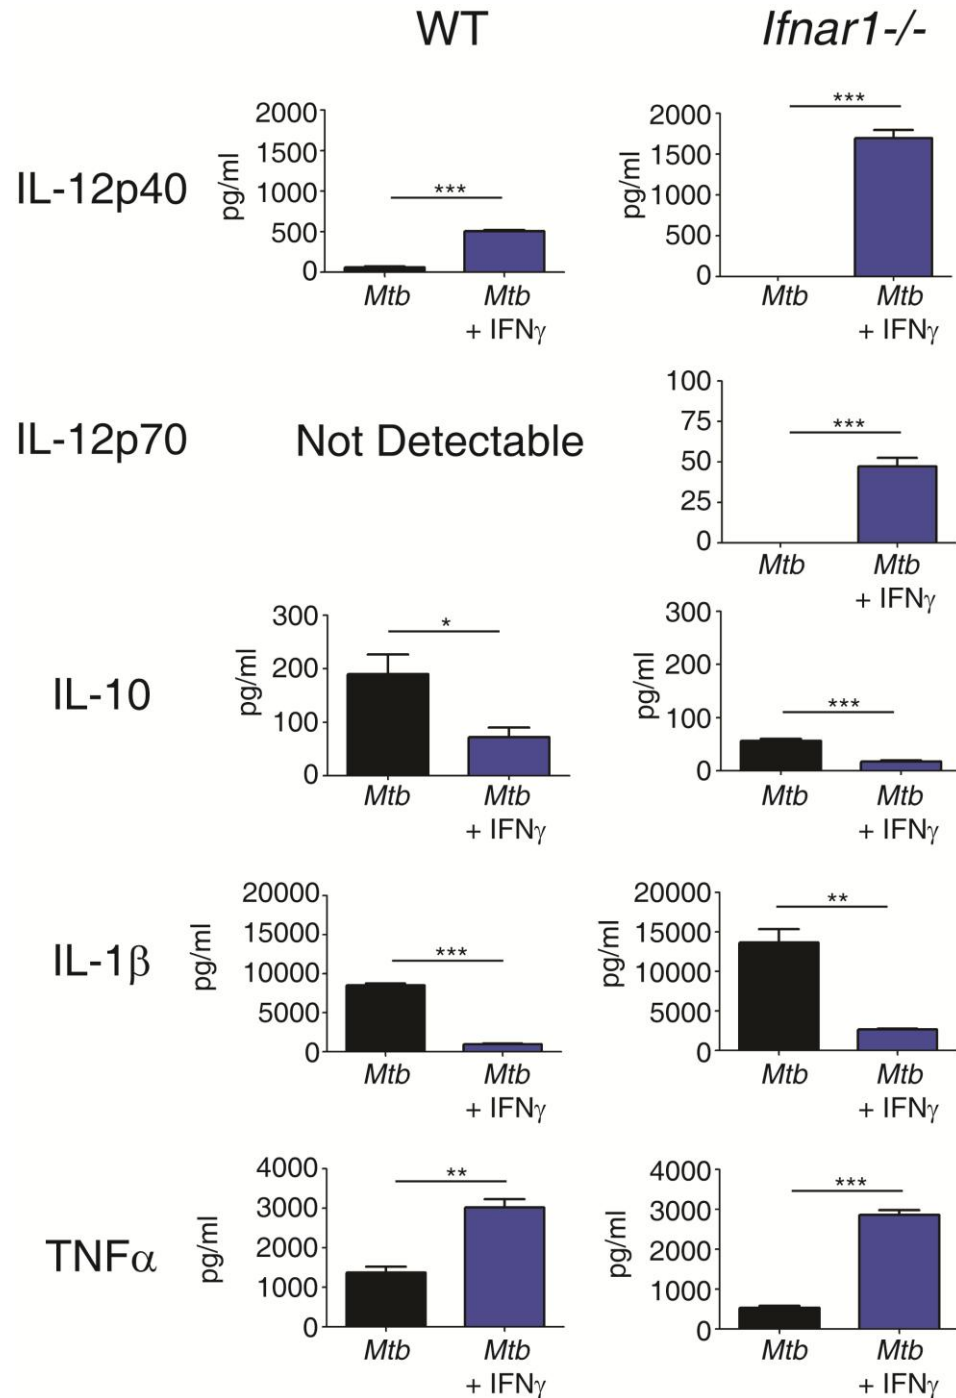 WT Ifnar1-/-
IL-12p40
pg/ml
2000
1500
1000
500
0
***
Mtb Mtb
+ IFNγ
pg/ml
2000
1500
1000
500
0
***
Mtb Mtb
+ IFNγ
IL-12p70
Not Detectable
100
75
50
25
0
***
Mtb Mtb
+ IFNγ
IL-10
pg/ml
300
200
100
0
*
Mtb Mtb
+ IFNγ
pg/ml
300
200
100
0
***
Mtb Mtb
+ IFNγ
IL-1β
pg/ml
20000
15000
10000
5000
0
***
Mtb Mtb
+ IFNγ
pg/ml
20000
15000
10000
5000
0
**
Mtb Mtb
+ IFNγ
TNFα
pg/ml
4000
3000
2000
1000
0
**
Mtb Mtb
+ IFNγ
pg/ml
4000
3000
2000
1000
0
***
Mtb Mtb
+ IFNγ